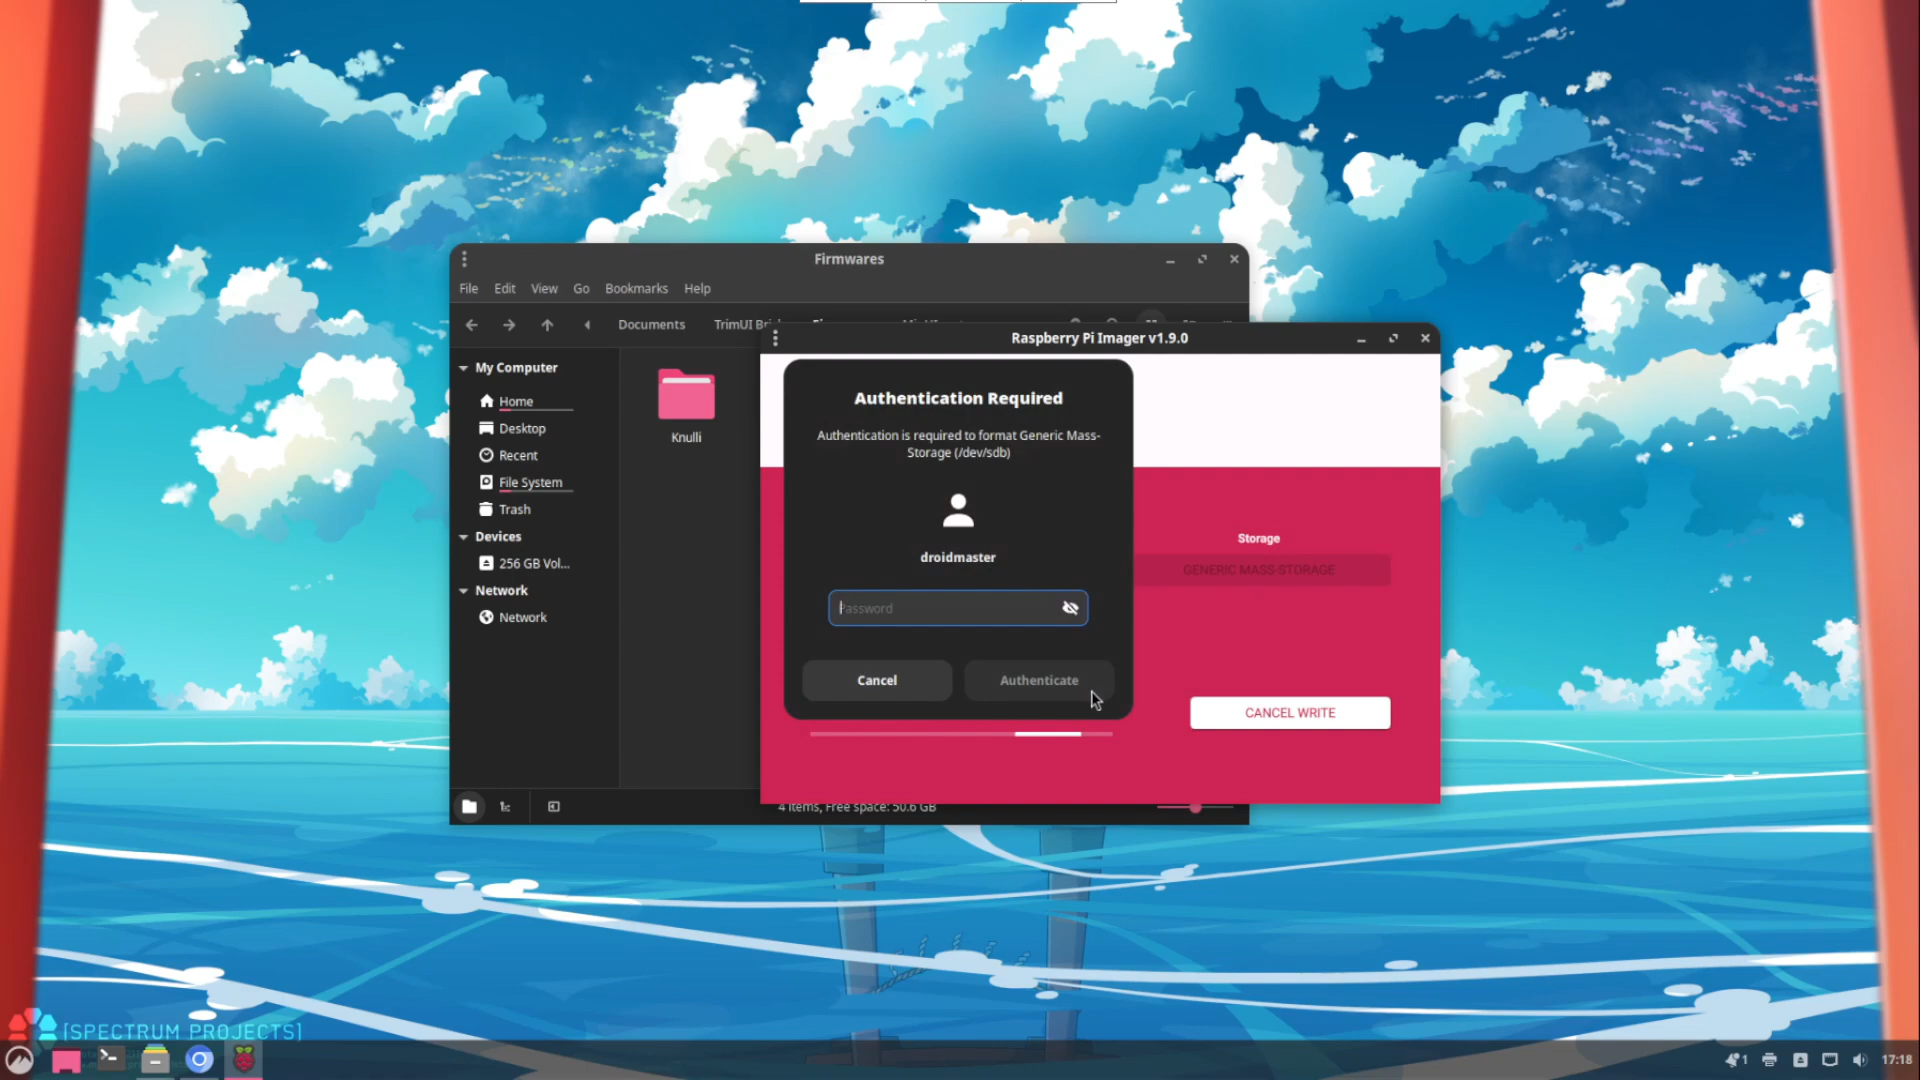 Firmwares
File Edit View Go Bookmarks Help
Documents TrimUI Bri
My Computer
Home
Desktop
Recent
File System
Trash
Devices
256 GB Vol...
Network
Network
Knulli
4 items, Free space: 50.6 GB
Raspberry Pi Imager v1.9.0
Storage
GENERIC MASS-STORAGE
CANCEL WRITE
Authentication Required
Authentication is required to format Generic Mass-
Storage (/dev/sdb)
droidmaster
Password
Cancel Authenticate
[SPECTRUM PROJECTS]
1 17:18